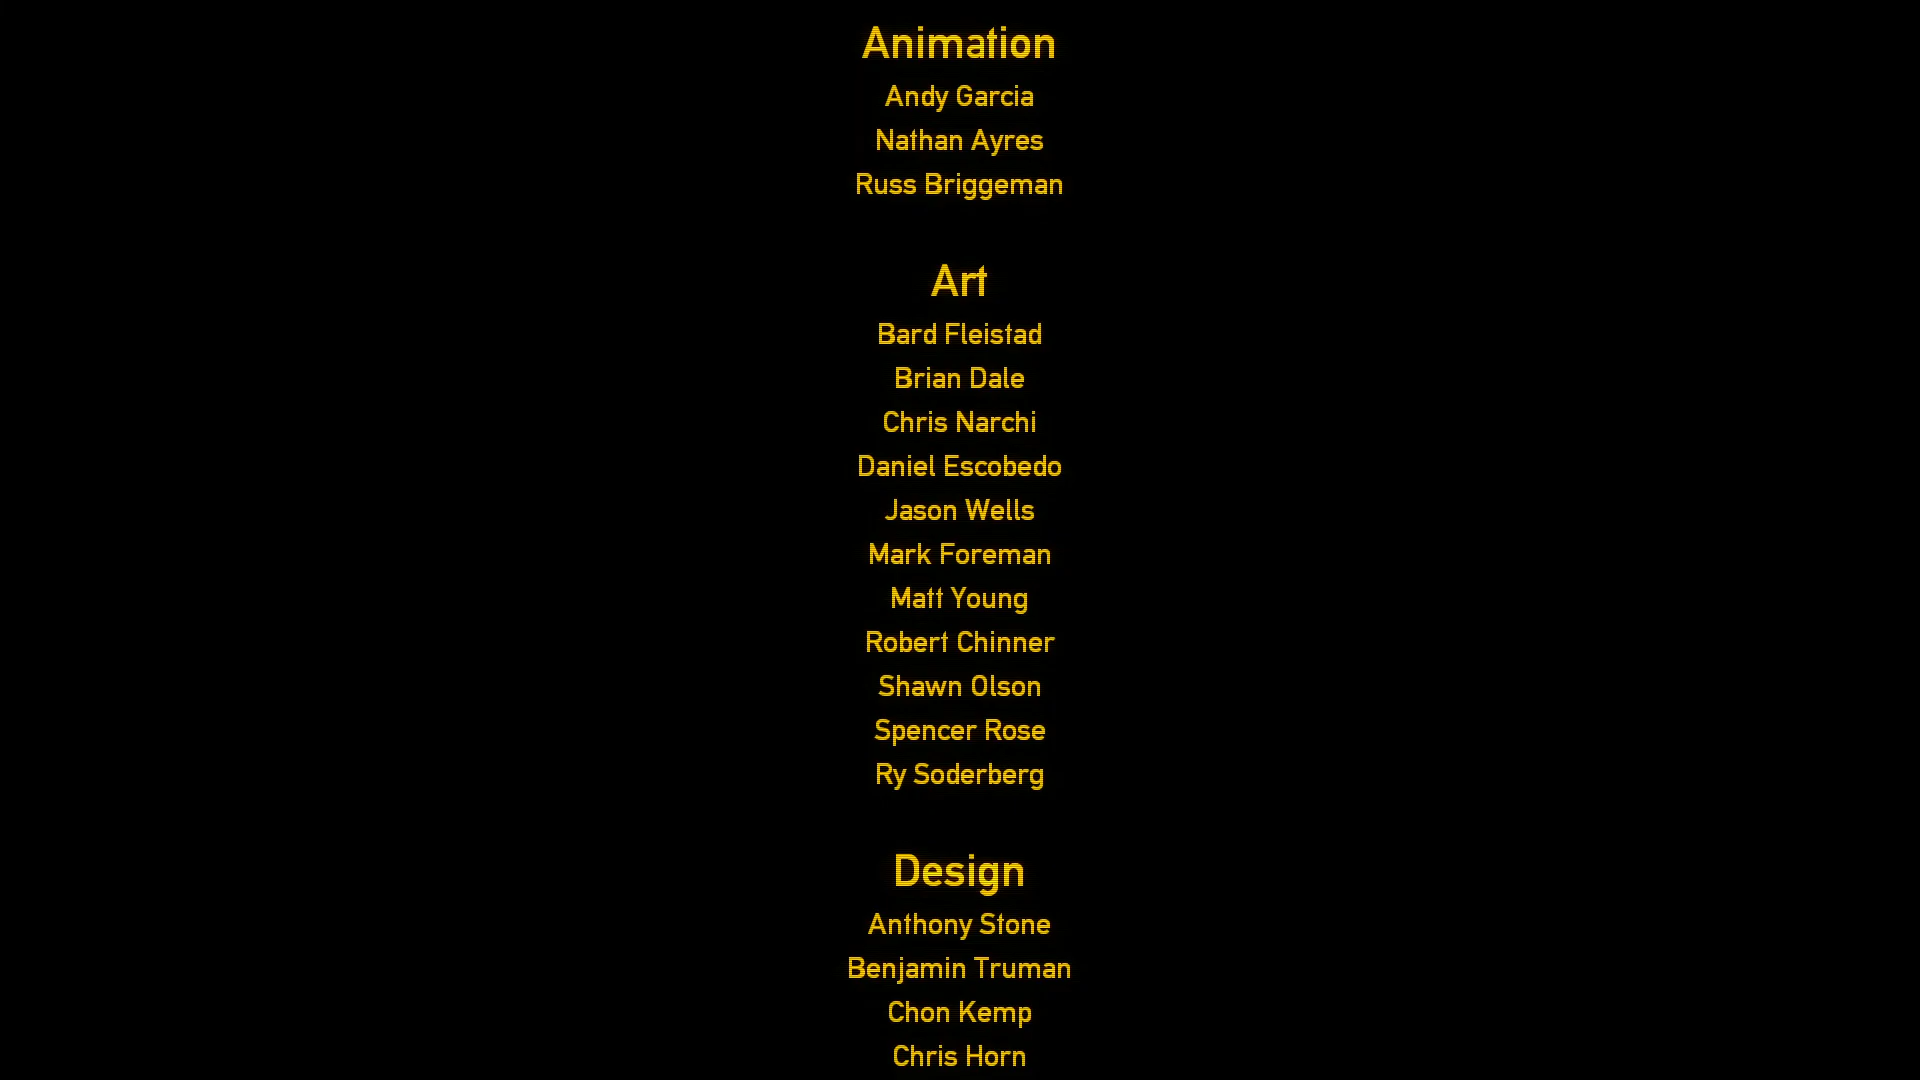 Animation
Andy Garcia
Nathan Ayres
Russ Briggeman
Art
Bard Fleistad
Brian Dale
Chris Narchi
Daniel Escobedo
Jason Wells
Mark Foreman
Matt Young
Robert Chinner
Shawn Olson
Spencer Rose
Ry Soderberg
Design
Anthony Stone
Benjamin Truman
Chon Kemp
Chris Horn